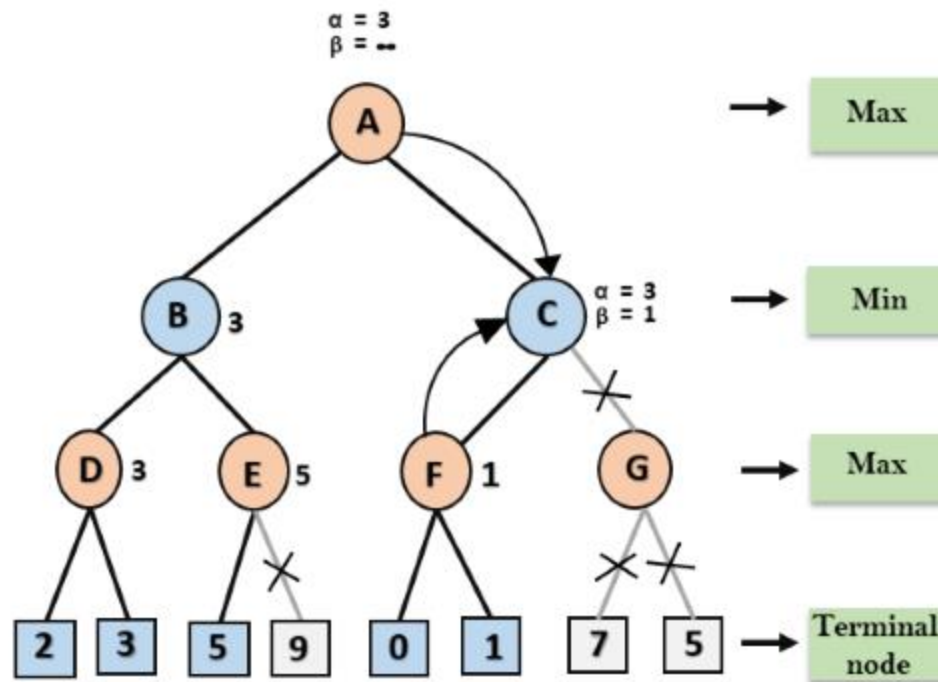 α = 3
β = ∞
A
Max
B
3
C
α = 3
β = 1
Min
D
3
E
5
F
1
G
Max
2
3
5
9
0
1
7
5
Terminal
node